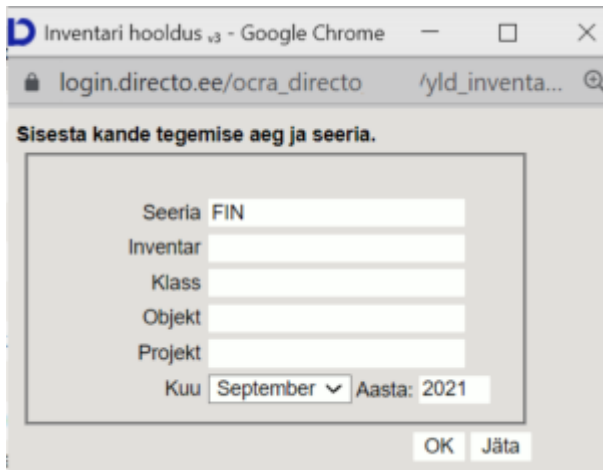 Inventari hooldus v3 - Google Chrome
login.directo.ee/ocra_directo /yld_inventa...
Sisesta kande tegemise aeg ja seeria.
Seeria FIN
Inventar
Klass
Objekt
Projekt
Kuu September Aasta: 2021
OK Jäta